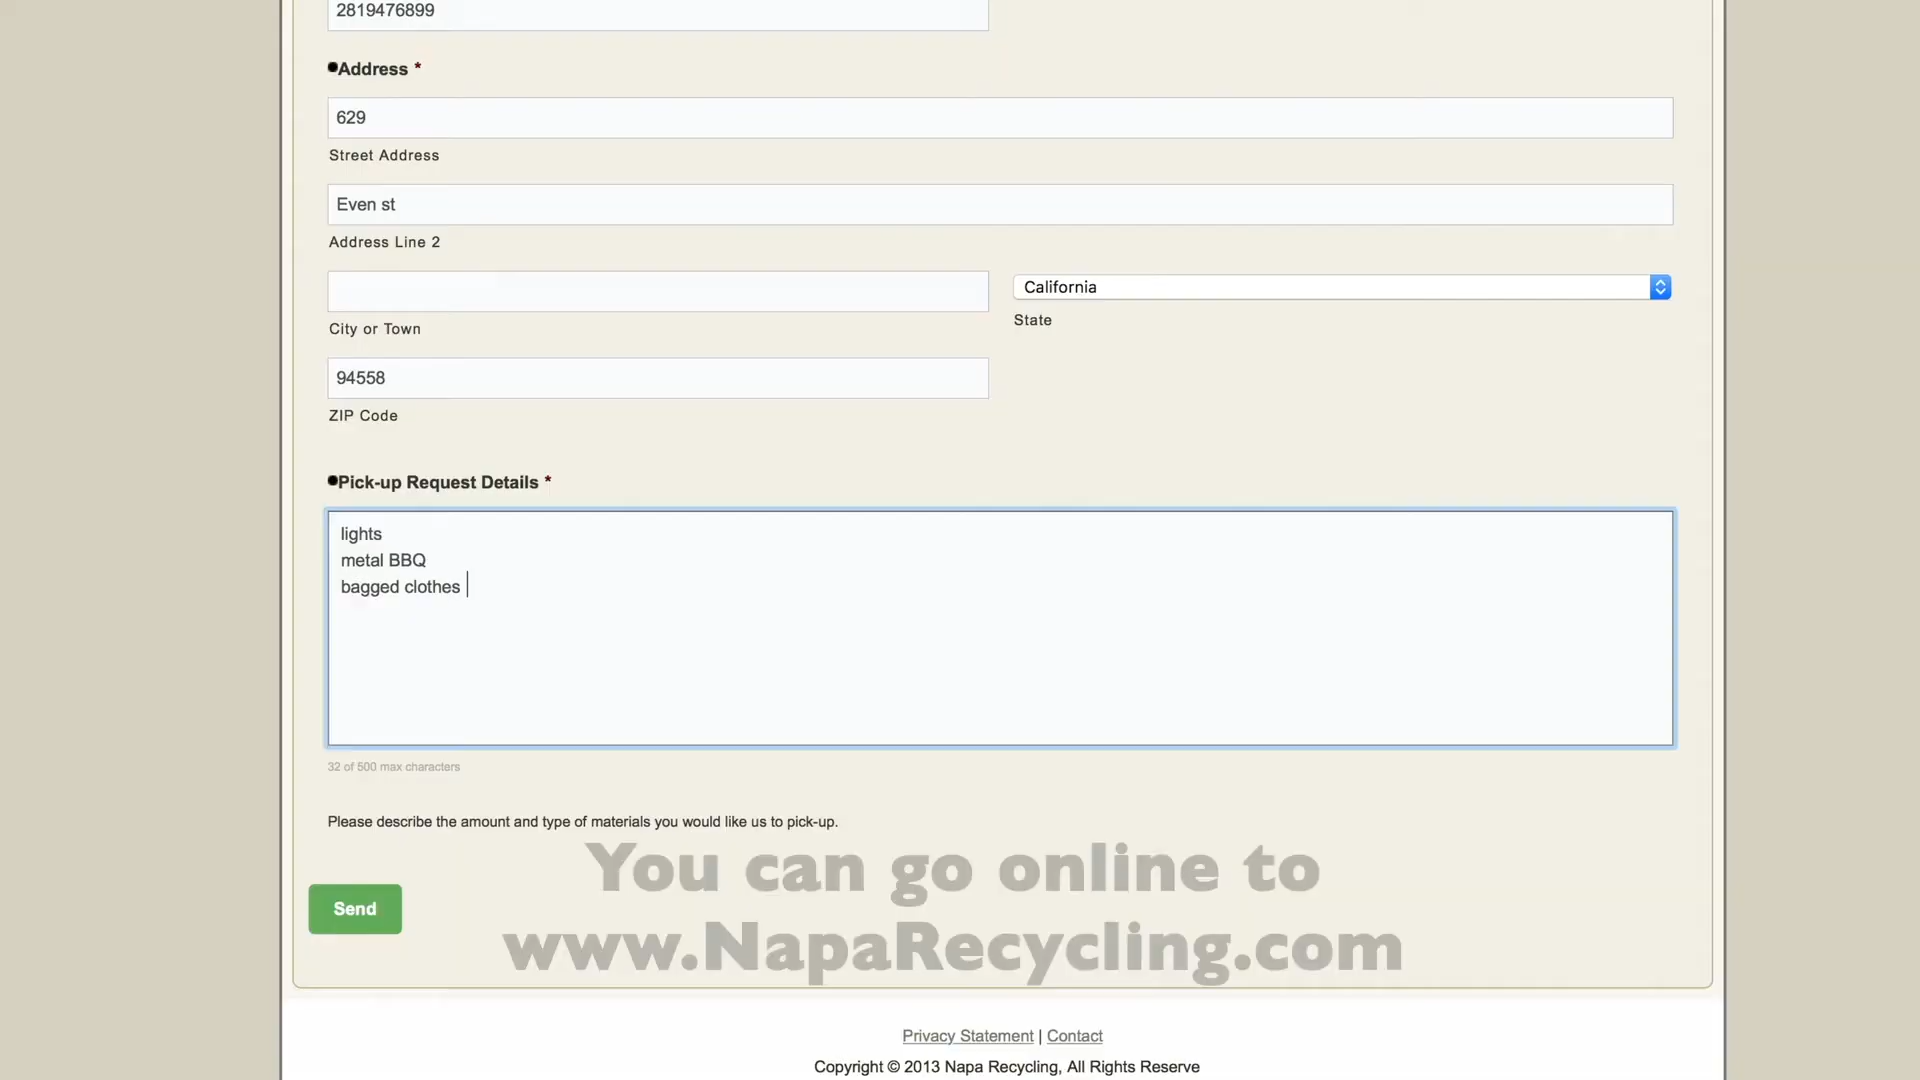 2819476899
Address *
629
Street Address
Even st
Address Line 2
California
City or Town
State
94558
ZIP Code
Pick-up Request Details *
lights
metal BBQ
bagged clothes
32 of 500 max characters
Please describe the amount and type of materials you would like us to pick-up.
You can go online to
Send
www.NapaRecycling.com
Privacy Statement | Contact
Copyright © 2013 Napa Recycling, All Rights Reserve